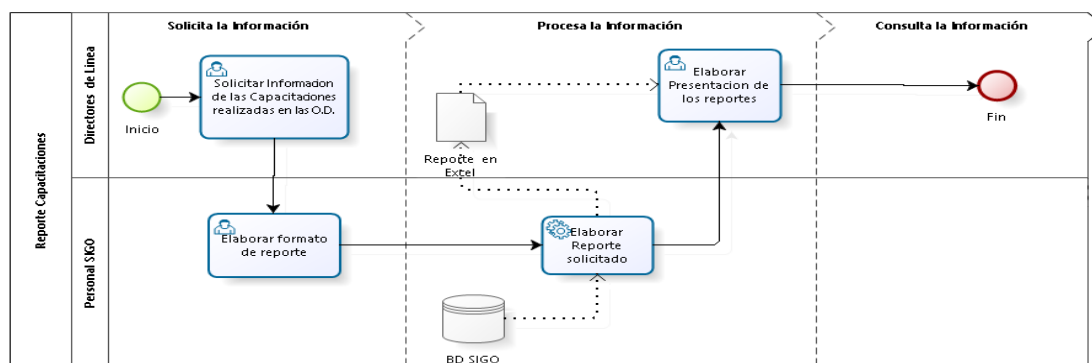 Solicita la Información
Procesa la Información
Consulta la Información
Reporte Capacitaciones
Directores de Linea
Inicio
Solicitar Informacion
de las Capacitaciones
realizadas en las O.D.
Reporte en
Excel
Elaborar
Presentacion de
los reportes
Fin
Personal SIGO
Elaborar formato
de reporte
Elaborar
Reporte
solicitado
BD SIGO